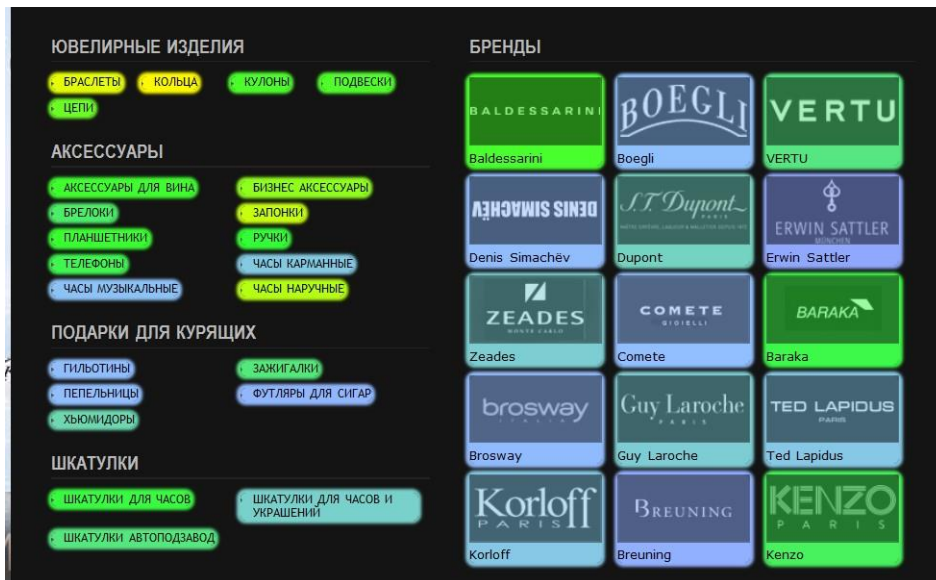 ЮВЕЛИРНЫЕ ИЗДЕЛИЯ
БРАСЛЕТЫ КОЛЬЦА КУЛОНЫ ПОДВЕСКИ
ЦЕПИ
АКСЕССУАРЫ
АКСЕССУАРЫ ДЛЯ ВИНА БИЗНЕС АКСЕССУАРЫ
БРЕЛОКИ ЗАПОНКИ
ПЛАНШЕТНИКИ РУЧКИ
ТЕЛЕФОНЫ ЧАСЫ КАРМАННЫЕ
ЧАСЫ МУЗЫКАЛЬНЫЕ ЧАСЫ НАРУЧНЫЕ
ПОДАРКИ ДЛЯ КУРЯЩИХ
ГИЛЬОТИНЫ ЗАЖИГАЛКИ
ПЕПЕЛЬНИЦЫ ФУТЛЯРЫ ДЛЯ СИГАР
ХЬЮМИДОРЫ
ШКАТУЛКИ
ШКАТУЛКИ ДЛЯ ЧАСОВ ШКАТУЛКИ ДЛЯ ЧАСОВ И
УКРАШЕНИЙ
ШКАТУЛКИ АВТОПОДЗАВОД
БРЕНДЫ
BALDESSARINI BOEGLI VERTU
Baldessarini Boegli VERTU
DENIS SIMACHËV S.T. Dupont ERWIN SATTLER
PARIS MÜNCHEN
Denis Simachëv Dupont Erwin Sattler
ZEADES COMETE BARAKA
MONTE CARLO GIOIELLI
Zeades Comete Baraka
brosway Guy Laroche TED LAPIDUS
ITALIA PARIS PARIS
Brosway Guy Laroche Ted Lapidus
Korloff BREUNING KENZO
PARIS PARIS
Korloff Breuning Kenzo